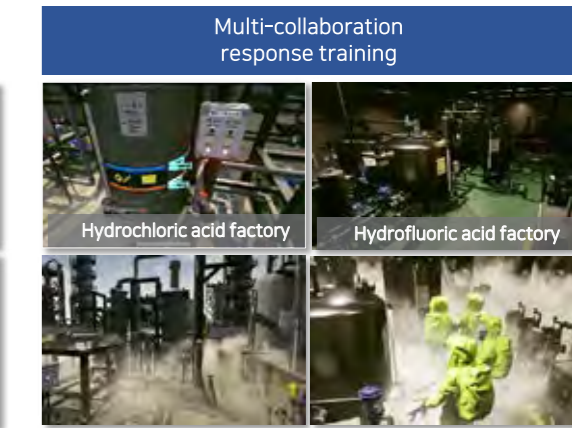 Multi-collaboration
response training
Hydrochloric acid factory
Hydrofluoric acid factory